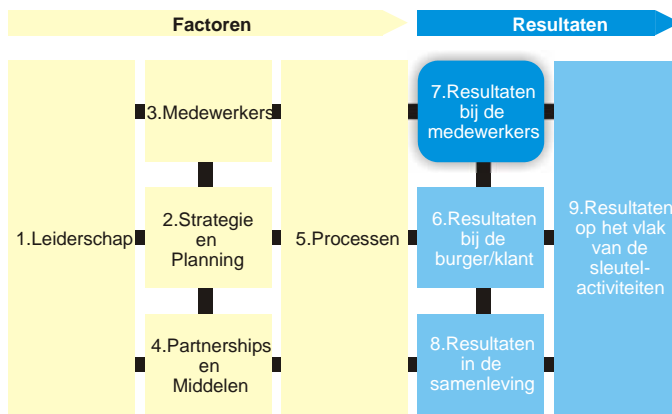 Factoren
Resultaten
1.Leiderschap
3.Medewerkers
2.Strategie
en
Planning
4.Partnerships
en
Middelen
5.Processen
7.Resultaten
bij de
medewerkers
6.Resultaten
bij de
burger/klant
8.Resultaten
in de
samenleving
9.Resultaten
op het vlak
van de
sleutel-
activiteiten